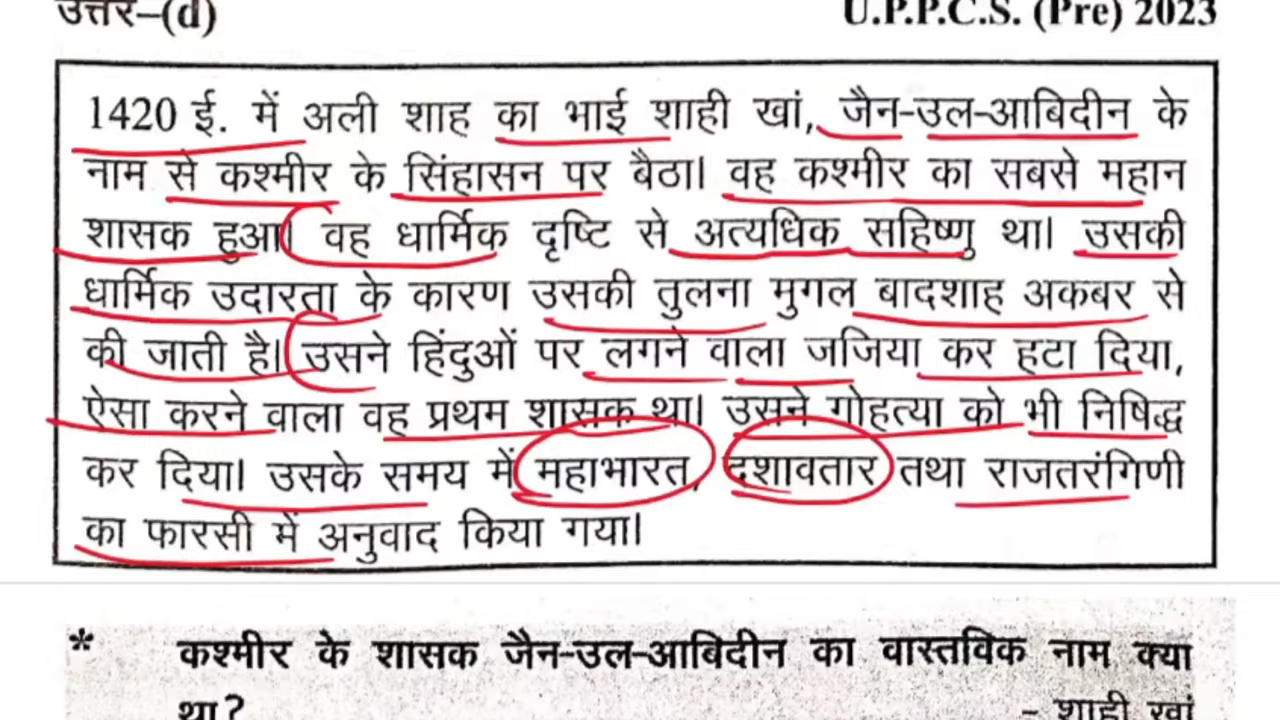 उत्तर–(d) U.P.P.C.S. (Pre) 2023
1420 ई. में अली शाह का भाई शाही खां, जैन-उल-आबिदीन के
नाम से कश्मीर के सिंहासन पर बैठा। वह कश्मीर का सबसे महान
शासक हुआ। वह धार्मिक दृष्टि से अत्यधिक सहिष्णु था। उसकी
धार्मिक उदारता के कारण उसकी तुलना मुगल बादशाह अकबर से
की जाती है। उसने हिंदुओं पर लगने वाला जजिया कर हटा दिया,
ऐसा करने वाला वह प्रथम शासक था। उसने गोहत्या को भी निषिद्ध
कर दिया। उसके समय में महाभारत, दशावतार तथा राजतरंगिणी
का फारसी में अनुवाद किया गया।
* कश्मीर के शासक जैन-उल-आबिदीन का वास्तविक नाम क्या
था? – शाही खां